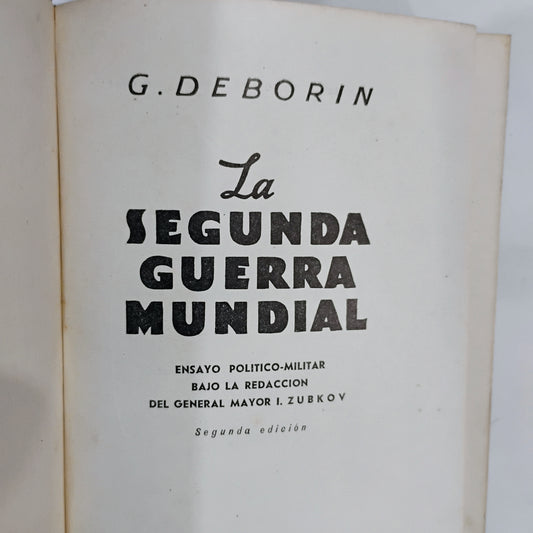 G. DEBORIN
La
SEGUNDA
GUERRA
MUNDIAL
ENSAYO POLITICO-MILITAR
BAJO LA REDACCION
DEL GENERAL MAYOR I. ZUBKOV
Segunda edición